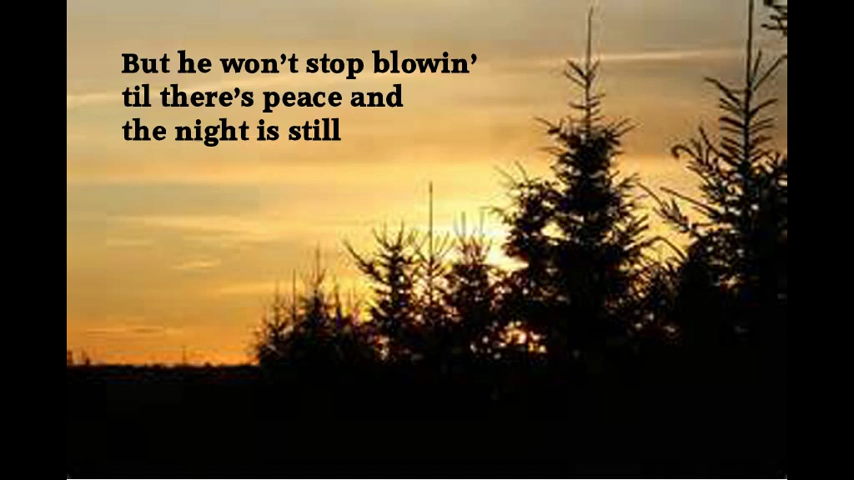 But he won’t stop blowin’
til there’s peace and
the night is still